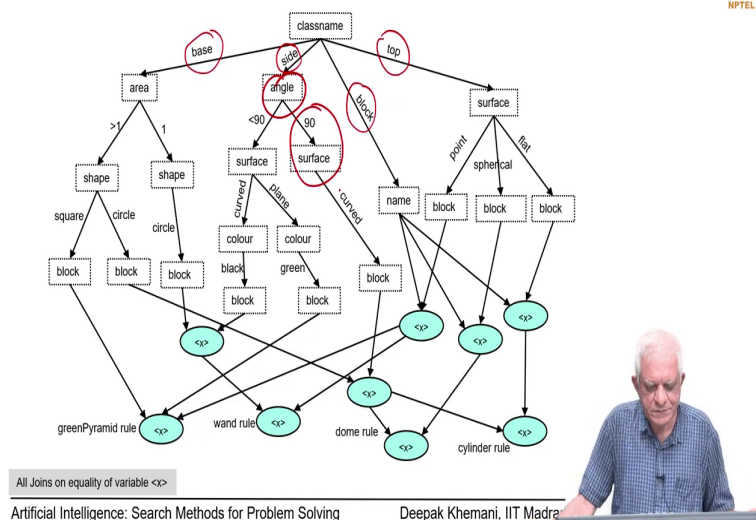 NPTEL
classname
base
side
top
area
angle
block
surface
>1
1
<90
90
point
spherical
flat
shape
shape
surface
surface
name
block
block
block
square
circle
circle
curved
plane
curved
colour
colour
block
block
block
black
green
block
block
block
<x>
<x>
<x>
<x>
<x>
greenPyramid rule
<x>
wand rule
<x>
dome rule
<x>
cylinder rule
<x>
All Joins on equality of variable <x>
Artificial Intelligence: Search Methods for Problem Solving
Deepak Khemani, IIT Madra